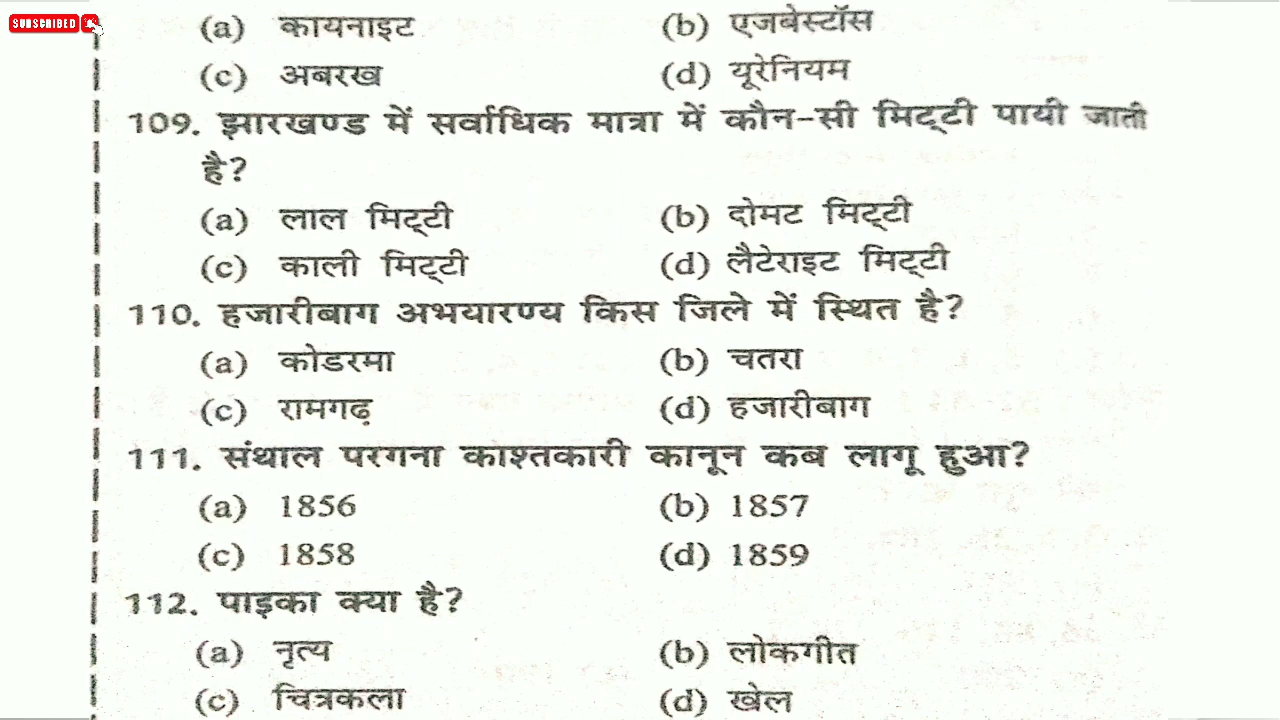 SUBSCRIBED
(a) कायनाइट (b) एजबेस्टॉस
(c) अबरख (d) यूरेनियम
109. झारखण्ड में सर्वाधिक मात्रा में कौन-सी मिट्टी पायी जाती
है?
(a) लाल मिट्टी (b) दोमट मिट्टी
(c) काली मिट्टी (d) लैटेराइट मिट्टी
110. हजारीबाग अभयारण्य किस जिले में स्थित है?
(a) कोडरमा (b) चतरा
(c) रामगढ़ (d) हजारीबाग
111. संथाल परगना काश्तकारी कानून कब लागू हुआ?
(a) 1856 (b) 1857
(c) 1858 (d) 1859
112. पाइका क्या है?
(a) नृत्य (b) लोकगीत
(c) चित्रकला (d) खेल